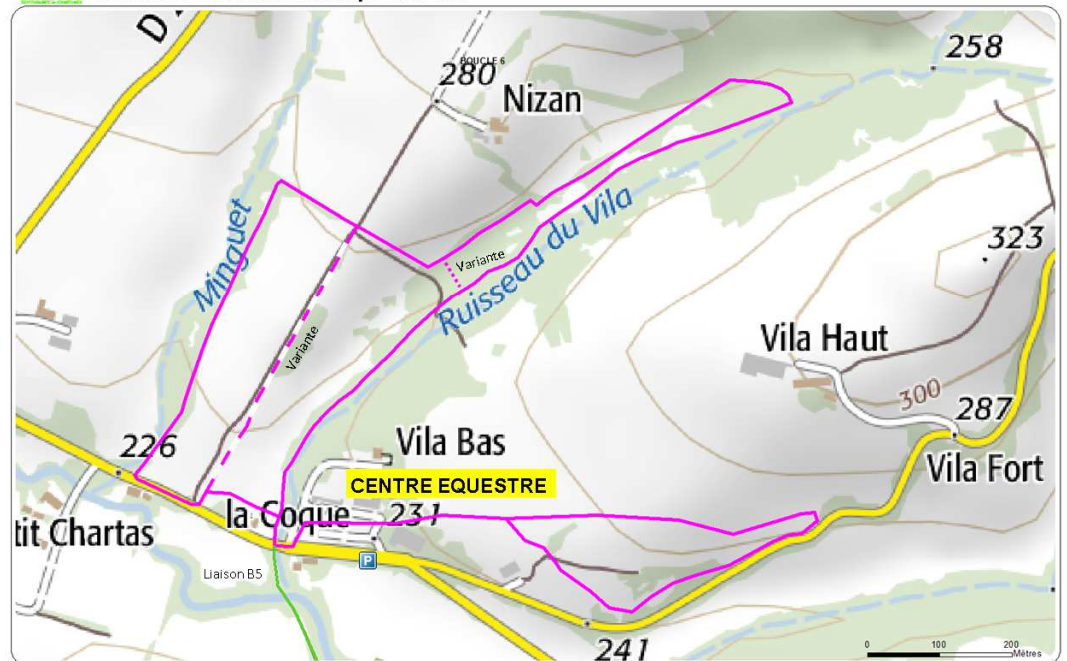 D
258
BOUCLE 6
280
Nizan
Minguet
Ruisseau du Vila
Variante
323
Variante
Vila Haut
300
287
226
Vila Bas
Vila Fort
CENTRE EQUESTRE
la Coque
231
tit Chartas
P
Liaison B5
241
0 100 200
Mètres